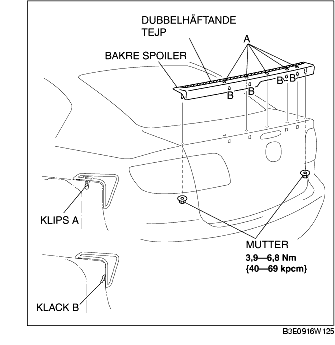 DUBBELHÄFTANDE
TEJP
A
BAKRE SPOILER
B
B
B
B
KLIPS A
MUTTER
3,9—6,8 Nm
{40—69 kpcm}
KLACK B
B3E0916W125